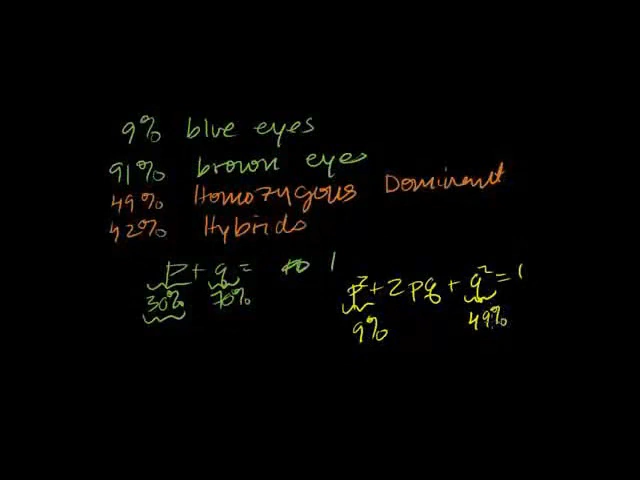 9% blue eyes
91% brown eyes
49% Homozygous Dominant
42% Hybrids
p + q = 1
30% 70%
p² + 2pq + q² = 1
9% 49%